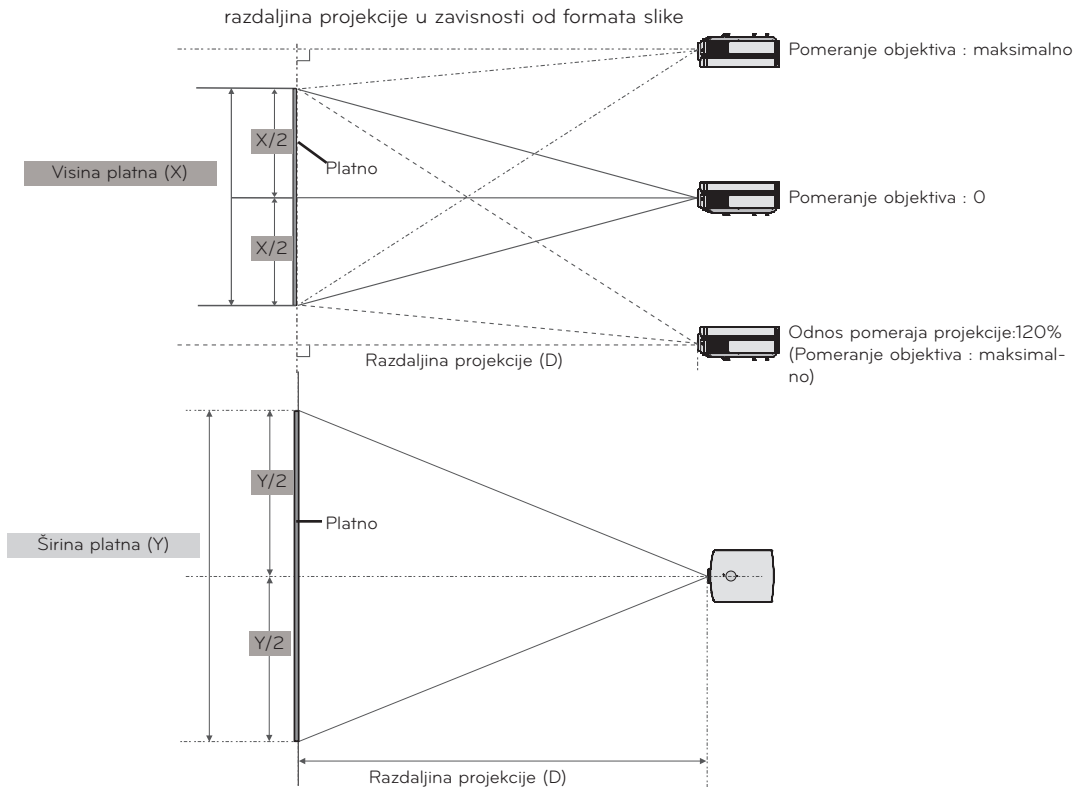 razdaljina projekcije u zavisnosti od formata slike
Pomeranje objektiva : maksimalno
X/2
Platno
Visina platna (X)
Pomeranje objektiva : 0
X/2
Odnos pomeraja projekcije:120%
(Pomeranje objektiva : maksimal-
no)
Razdaljina projekcije (D)
Y/2
Platno
Širina platna (Y)
Y/2
Razdaljina projekcije (D)